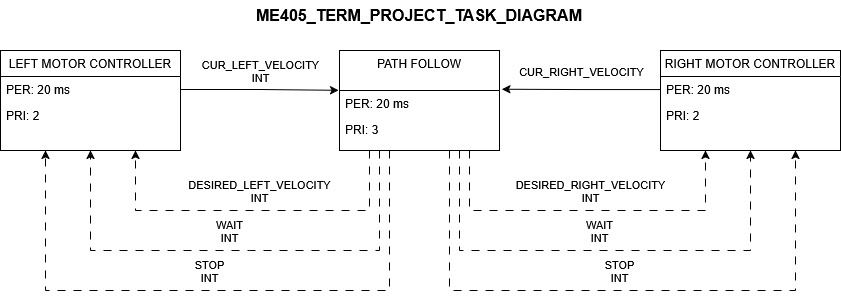 ME405_TERM_PROJECT_TASK_DIAGRAM
LEFT MOTOR CONTROLLER
PER: 20 ms
PRI: 2
CUR_LEFT_VELOCITY
INT
PATH FOLLOW
PER: 20 ms
PRI: 3
CUR_RIGHT_VELOCITY
RIGHT MOTOR CONTROLLER
PER: 20 ms
PRI: 2
DESIRED_LEFT_VELOCITY
INT
WAIT
INT
STOP
INT
DESIRED_RIGHT_VELOCITY
INT
WAIT
INT
STOP
INT